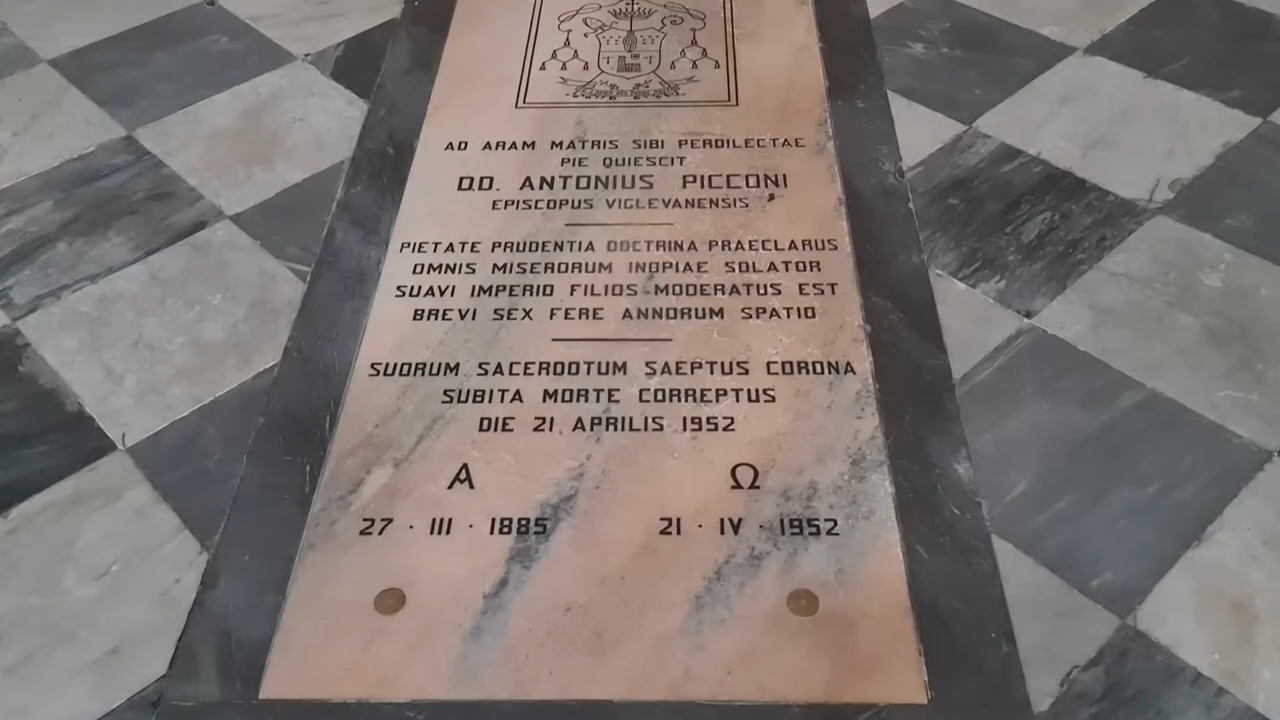 AD ARAM MATRIS SIBI PERDILECTAE
PIE QUIESCIT
DD. ANTONIUS PICCONI
EPISCOPUS VIGLEVANENSIS
PIETATE PRUDENTIA DOCTRINA PRAECLARUS
OMNIS MISERORUM INOPIAE SOLATOR
SUAVI IMPERIO FILIOS MODERATUS EST
BREVI SEX FERE ANNORUM SPATIO
SUORUM SACERDOTUM SAEPTUS CORONA
SUBITA MORTE CORREPTUS
DIE 21 APRILIS 1952
Α Ω
27 · III · 1885 21 · IV · 1952